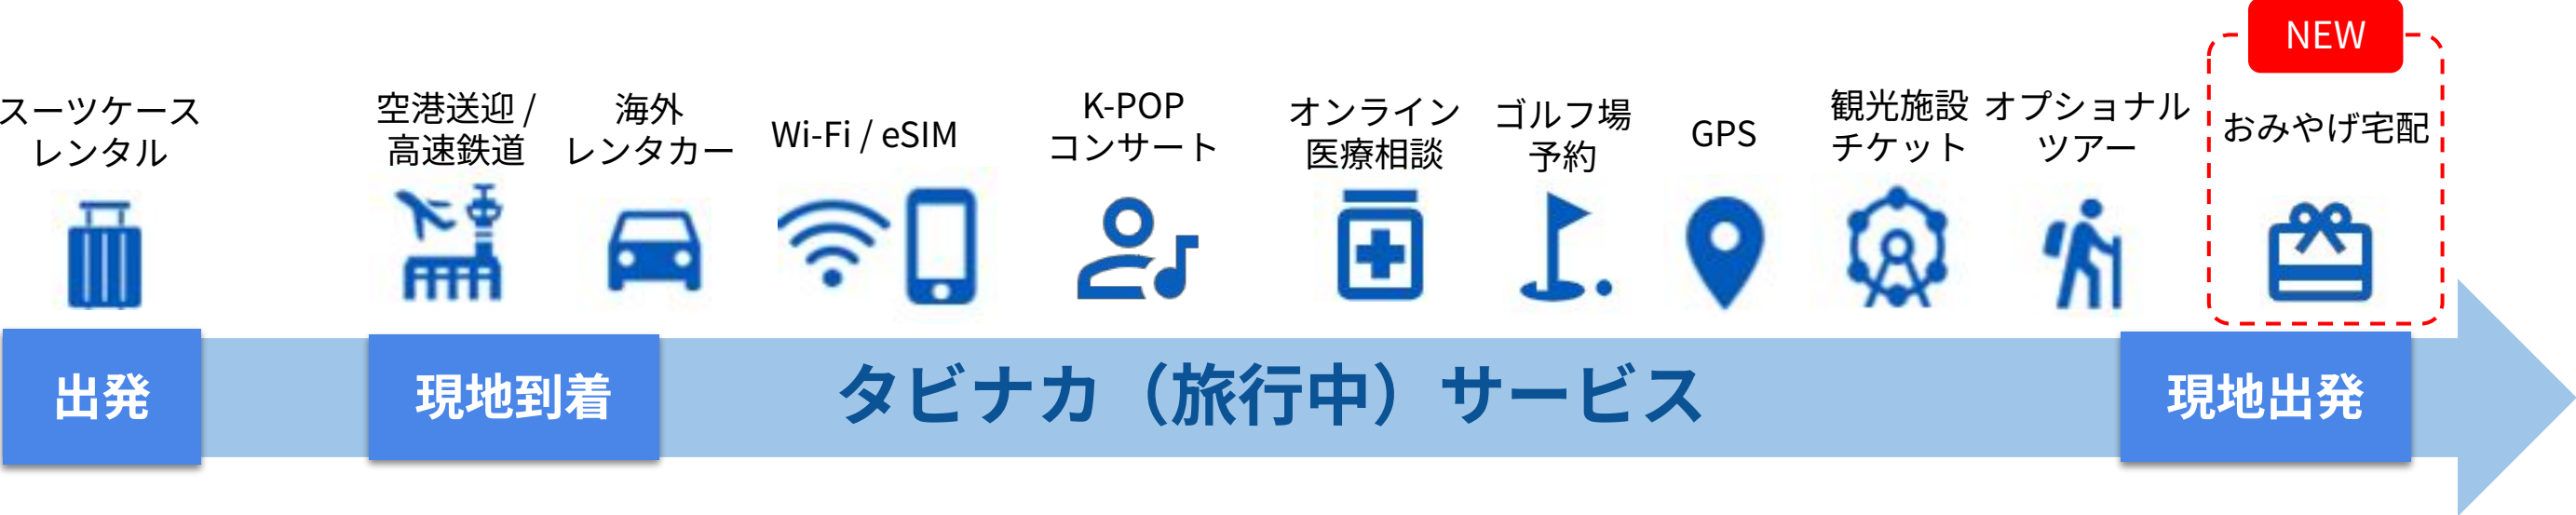 NEW
スーツケース
レンタル
空港送迎 /
高速鉄道
海外
レンタカー
Wi-Fi / eSIM
K-POP
コンサート
オンライン
医療相談
ゴルフ場
予約
GPS
観光施設
チケット
オプショナル
ツアー
おみやげ宅配
出発
現地到着
タビナカ（旅行中）サービス
現地出発